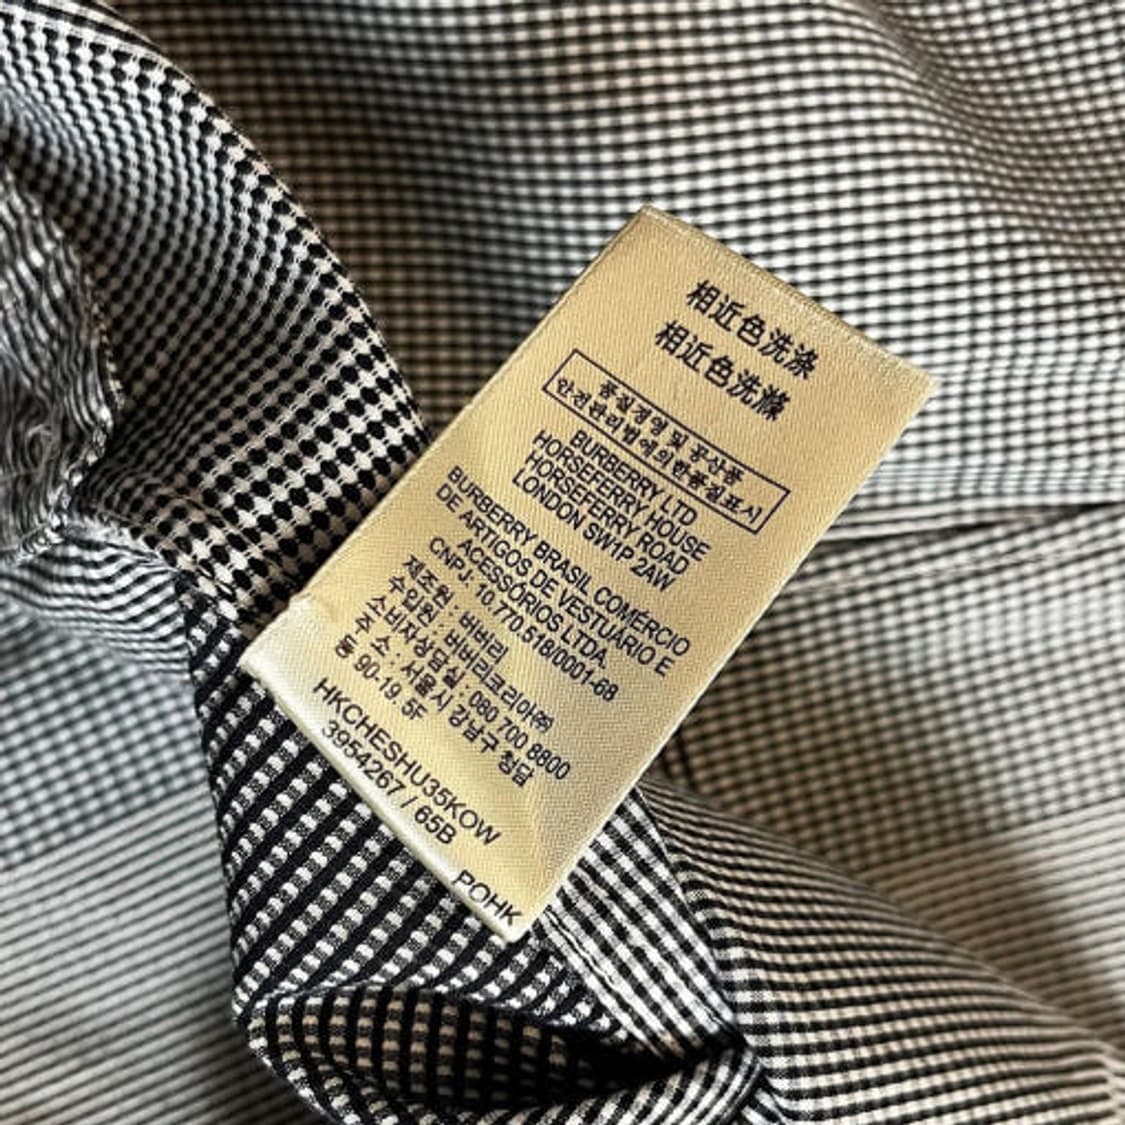 相近色洗涤
相近色洗滌
품질경영 및 공산품
안전관리법에의한품질표시
BURBERRY LTD
HORSEFERRY HOUSE
HORSEFERRY ROAD
LONDON SW1P 2AW
BURBERRY BRASIL COMÉRCIO
DE ARTIGOS DE VESTUÁRIO E
ACESSÓRIOS LTDA.
CNPJ: 10.770.518/0001-68
제조원 : 버버리
수입원 : 버버리코리아㈜
소비자상담실 : 080 700 8800
주 소 : 서울시 강남구 청담
동 90-19. 5F
HKCHESHU35KOW
3954267 / 65B
POHK